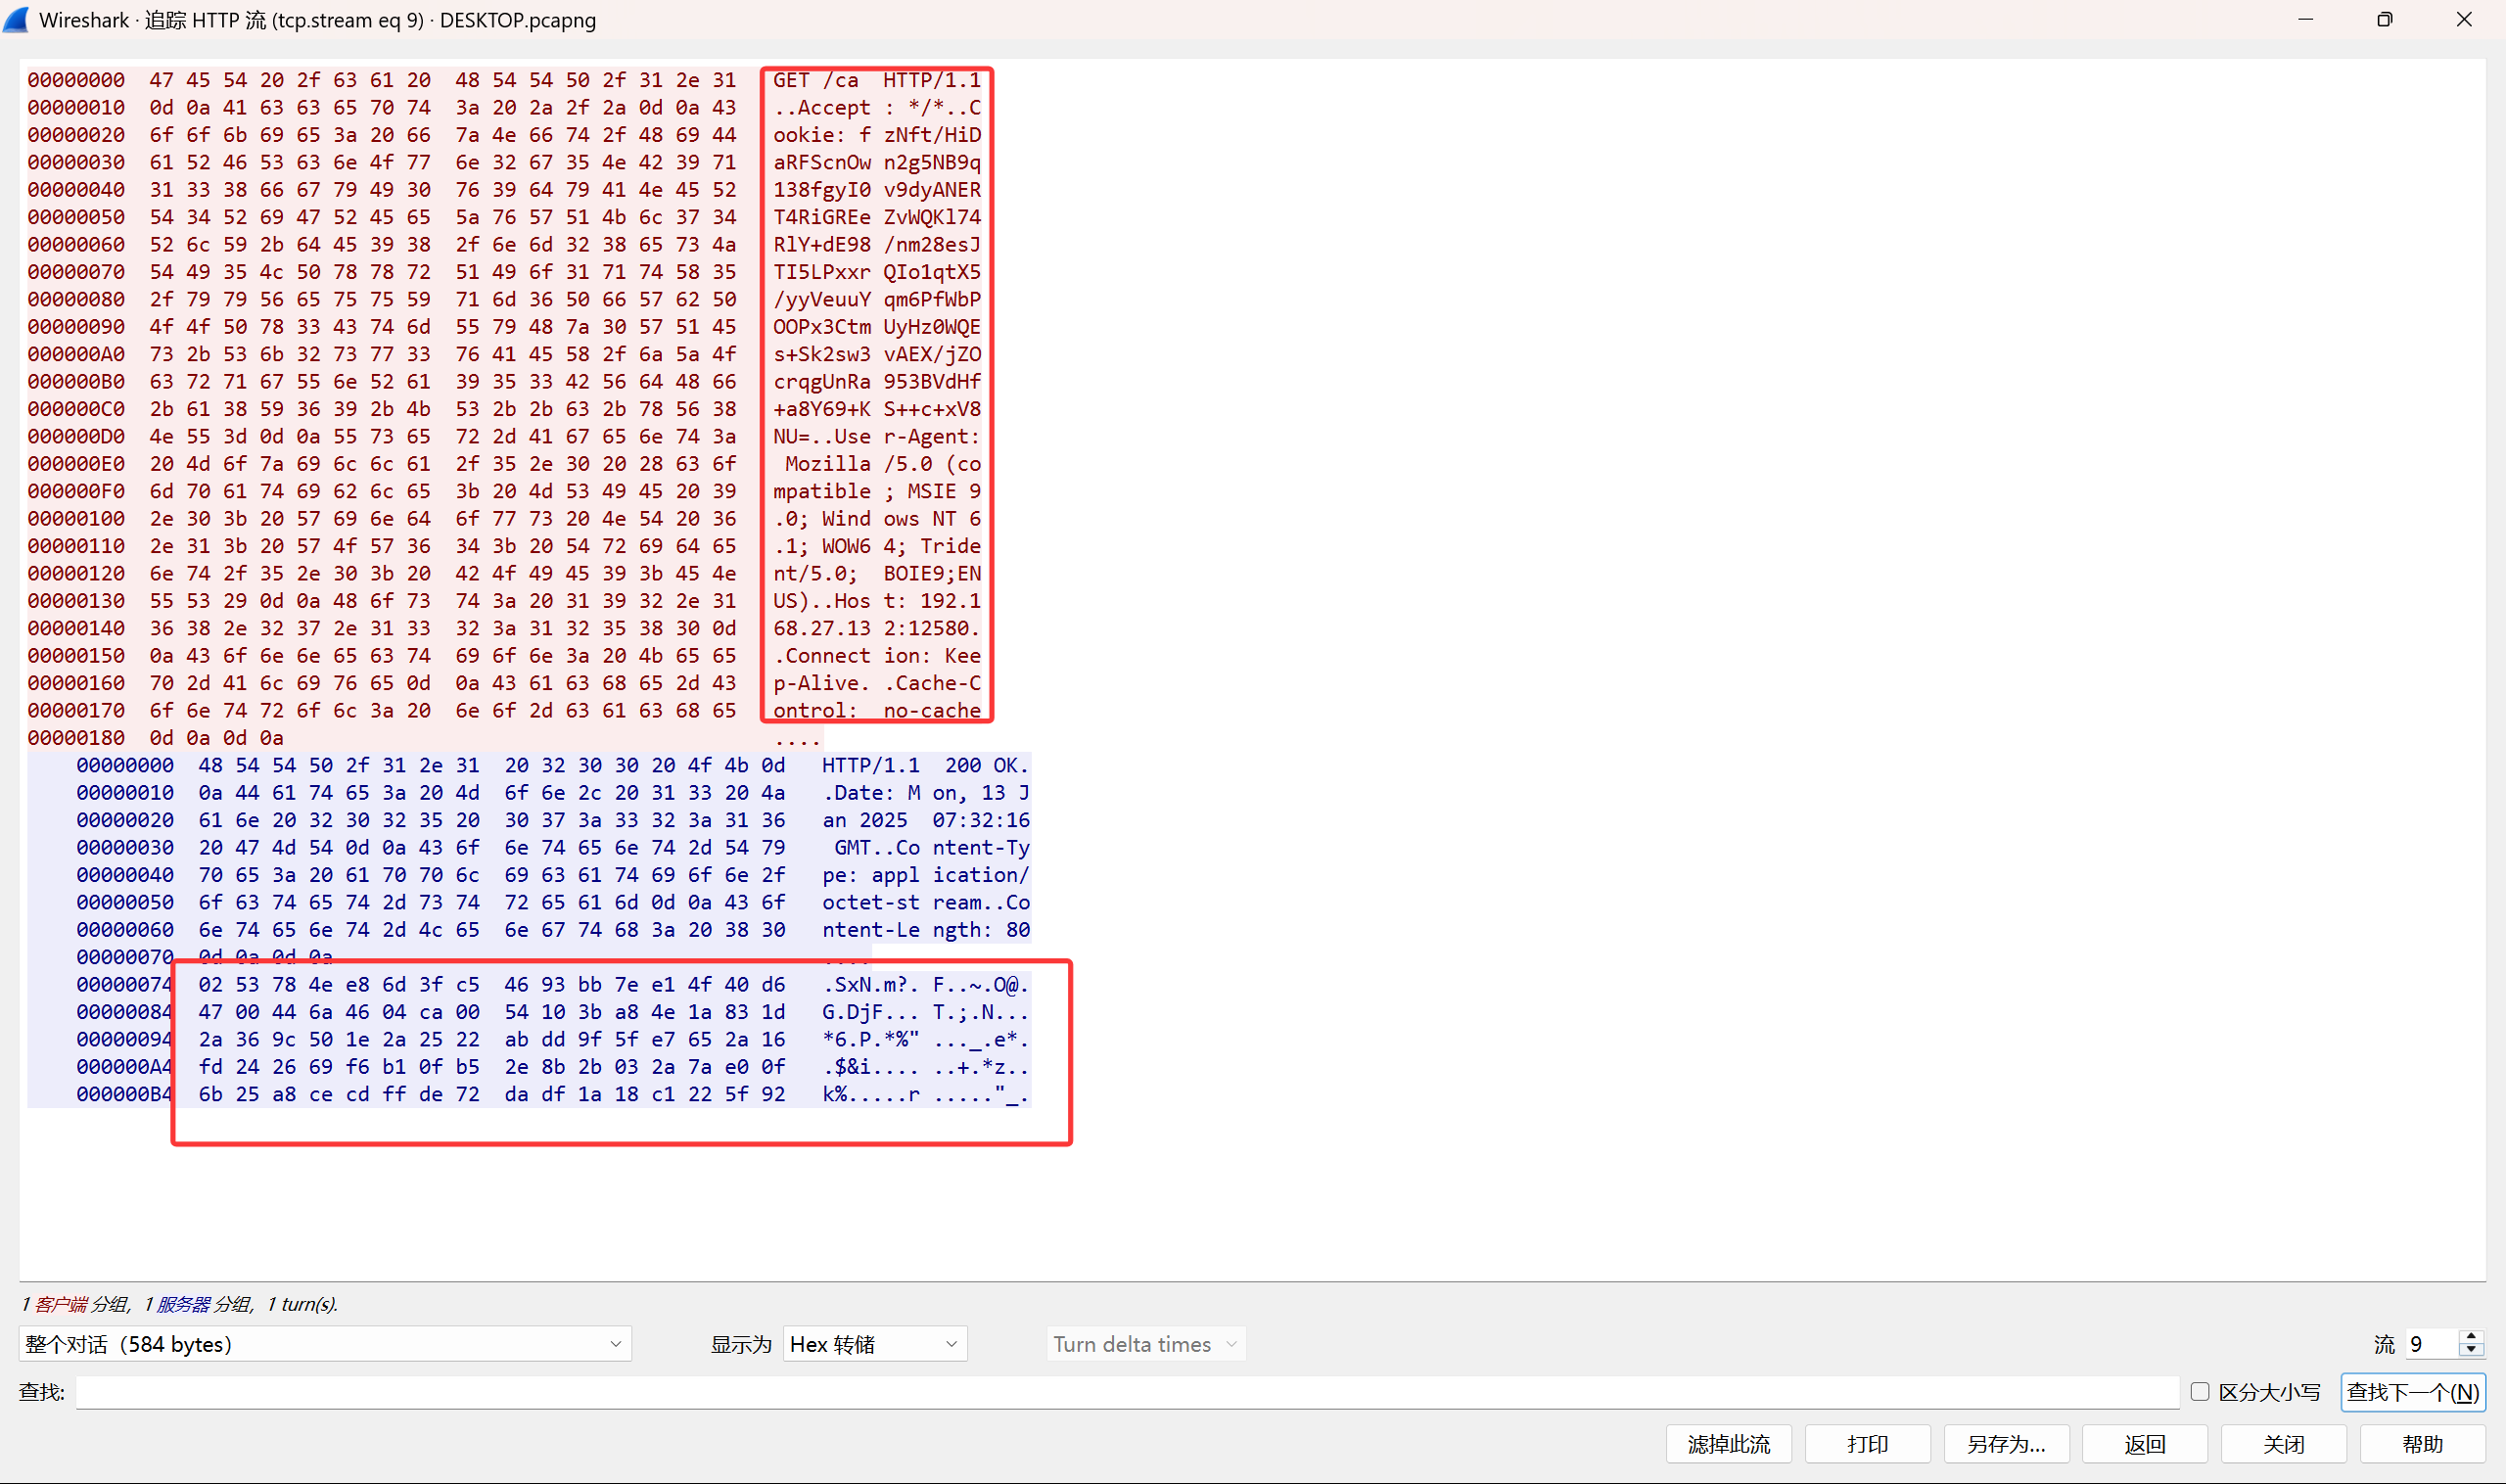 Wireshark · 追踪 HTTP 流 (tcp.stream eq 9) · DESKTOP.pcapng
00000000 47 45 54 20 2f 63 61 20 48 54 54 50 2f 31 2e 31 GET /ca HTTP/1.1
00000010 0d 0a 41 63 63 65 70 74 3a 20 2a 2f 2a 0d 0a 43 ..Accept : */*..C
00000020 6f 6f 6b 69 65 3a 20 66 7a 4e 66 74 2f 48 69 44 ookie: f zNft/HiD
00000030 61 52 46 53 63 6e 4f 77 6e 32 67 35 4e 42 39 71 aRFScnOw n2g5NB9q
00000040 31 33 38 66 67 79 49 30 76 39 64 79 41 4e 45 52 138fgyI0 v9dyANER
00000050 54 34 52 69 47 52 45 65 5a 76 57 51 4b 6c 37 34 T4RiGREe ZvWQKl74
00000060 52 6c 59 2b 64 45 39 38 2f 6e 6d 32 38 65 73 4a RlY+dE98 /nm28esJ
00000070 54 49 35 4c 50 78 78 72 51 49 6f 31 71 74 58 35 TI5LPxxr QIo1qtX5
00000080 2f 79 79 56 65 75 75 59 71 6d 36 50 66 57 62 50 /yyVeuuY qm6PfWbP
00000090 4f 4f 50 78 33 43 74 6d 55 79 48 7a 30 57 51 45 OOPx3Ctm UyHz0WQE
000000A0 73 2b 53 6b 32 73 77 33 76 41 45 58 2f 6a 5a 4f s+Sk2sw3 vAEX/jZO
000000B0 63 72 71 67 55 6e 52 61 39 35 33 42 56 64 48 66 crqgUnRa 953BVdHf
000000C0 2b 61 38 59 36 39 2b 4b 53 2b 2b 63 2b 78 56 38 +a8Y69+K S++c+xV8
000000D0 4e 55 3d 0d 0a 55 73 65 72 2d 41 67 65 6e 74 3a NU=..Use r-Agent:
000000E0 20 4d 6f 7a 69 6c 6c 61 2f 35 2e 30 20 28 63 6f Mozilla /5.0 (co
000000F0 6d 70 61 74 69 62 6c 65 3b 20 4d 53 49 45 20 39 mpatible ; MSIE 9
00000100 2e 30 3b 20 57 69 6e 64 6f 77 73 20 4e 54 20 36 .0; Wind ows NT 6
00000110 2e 31 3b 20 57 4f 57 36 34 3b 20 54 72 69 64 65 .1; WOW6 4; Tride
00000120 6e 74 2f 35 2e 30 3b 20 42 4f 49 45 39 3b 45 4e nt/5.0; BOIE9;EN
00000130 55 53 29 0d 0a 48 6f 73 74 3a 20 31 39 32 2e 31 US)..Hos t: 192.1
00000140 36 38 2e 32 37 2e 31 33 32 3a 31 32 35 38 30 0d 68.27.13 2:12580.
00000150 0a 43 6f 6e 6e 65 63 74 69 6f 6e 3a 20 4b 65 65 .Connect ion: Kee
00000160 70 2d 41 6c 69 76 65 0d 0a 43 61 63 68 65 2d 43 p-Alive. .Cache-C
00000170 6f 6e 74 72 6f 6c 3a 20 6e 6f 2d 63 61 63 68 65 ontrol: no-cache
00000180 0d 0a 0d 0a ....
00000000 48 54 54 50 2f 31 2e 31 20 32 30 30 20 4f 4b 0d HTTP/1.1 200 OK.
00000010 0a 44 61 74 65 3a 20 4d 6f 6e 2c 20 31 33 20 4a .Date: M on, 13 J
00000020 61 6e 20 32 30 32 35 20 30 37 3a 33 32 3a 31 36 an 2025 07:32:16
00000030 20 47 4d 54 0d 0a 43 6f 6e 74 65 6e 74 2d 54 79 GMT..Co ntent-Ty
00000040 70 65 3a 20 61 70 70 6c 69 63 61 74 69 6f 6e 2f pe: appl ication/
00000050 6f 63 74 65 74 2d 73 74 72 65 61 6d 0d 0a 43 6f octet-st ream..Co
00000060 6e 74 65 6e 74 2d 4c 65 6e 67 74 68 3a 20 38 30 ntent-Le ngth: 80
00000070 0d 0a 0d 0a ....
00000074 02 53 78 4e e8 6d 3f c5 46 93 bb 7e e1 4f 40 d6 .SxN.m?. F..~.O@.
00000084 47 00 44 6a 46 04 ca 00 54 10 3b a8 4e 1a 83 1d G.DjF... T.;.N...
00000094 2a 36 9c 50 1e 2a 25 22 ab dd 9f 5f e7 65 2a 16 *6.P.*%" ..._.e*.
000000A4 fd 24 26 69 f6 b1 0f b5 2e 8b 2b 03 2a 7a e0 0f .$&i.... ..+.*z..
000000B4 6b 25 a8 ce cd ff de 72 da df 1a 18 c1 22 5f 92 k%.....r ....."_.
1 客户端 分组, 1 服务器 分组, 1 turn(s).
整个对话（584 bytes） 显示为 Hex 转储 Turn delta times 流 9
查找: 区分大小写 查找下一个(N)
滤掉此流 打印 另存为… 返回 关闭 帮助